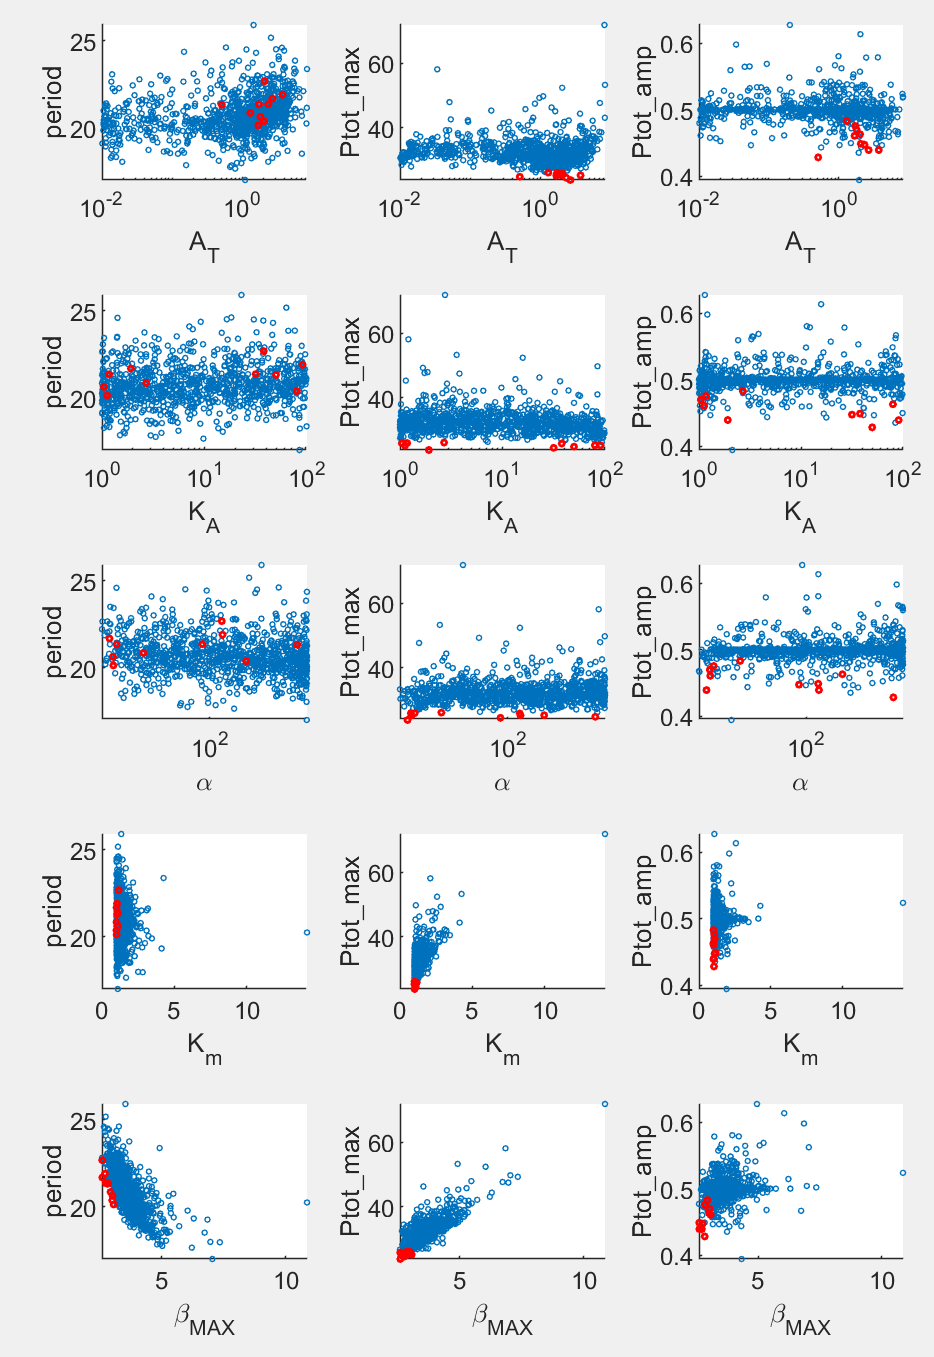 period 25 20 10^-2 10^0 A_T
Ptot_max 60 40 10^-2 10^0 A_T
Ptot_amp 0.6 0.5 0.4 10^-2 10^0 A_T
period 25 20 10^0 10^1 10^2 K_A
Ptot_max 60 40 10^0 10^1 10^2 K_A
Ptot_amp 0.6 0.5 0.4 10^0 10^1 10^2 K_A
period 25 20 10^2 α
Ptot_max 60 40 10^2 α
Ptot_amp 0.6 0.5 0.4 10^2 α
period 25 20 0 5 10 K_m
Ptot_max 60 40 0 5 10 K_m
Ptot_amp 0.6 0.5 0.4 0 5 10 K_m
period 25 20 5 10 β_MAX
Ptot_max 60 40 5 10 β_MAX
Ptot_amp 0.6 0.5 0.4 5 10 β_MAX